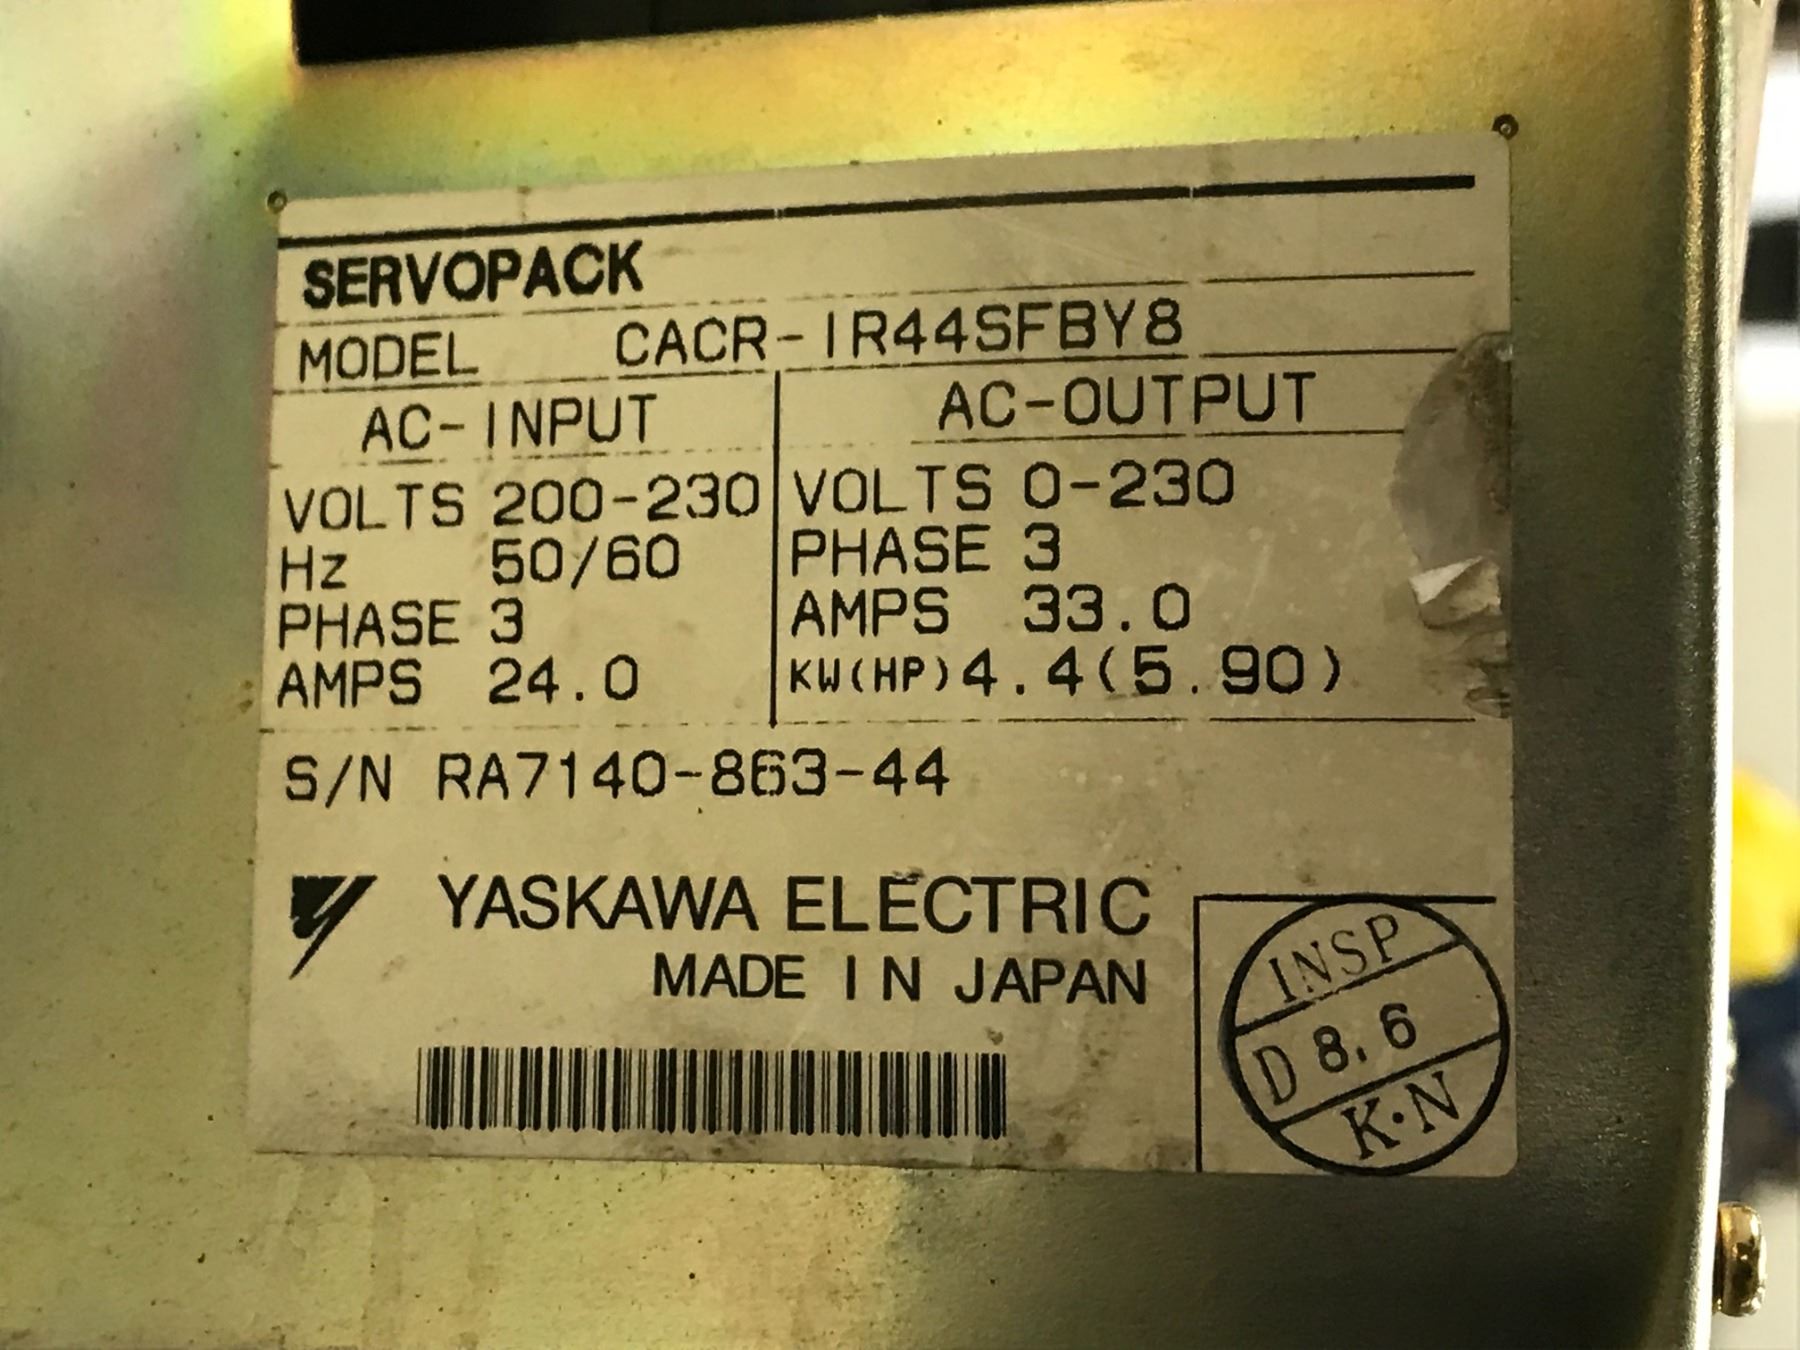 SERVOPACK
MODEL CACR-IR44SFBY8
AC-INPUT
VOLTS 200-230
Hz 50/60
PHASE 3
AMPS 24.0
AC-OUTPUT
VOLTS 0-230
PHASE 3
AMPS 33.0
KW(HP) 4.4(5.90)
S/N RA7140-863-44
YASKAWA ELECTRIC
MADE IN JAPAN
INSP
D 8.6
K·N